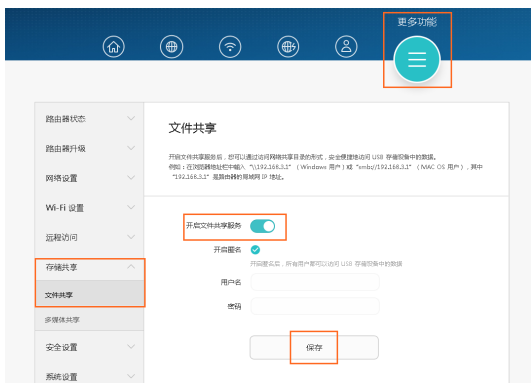 更多功能
路由器状态
路由器升级
网络设置
Wi-Fi 设置
远程访问
存储共享
文件共享
多媒体共享
安全设置
系统设置
文件共享
开启文件共享服务后，您可以通过访问网络共享目录的形式，安全便捷地访问 USB 存储设备中的数据。
例如：在浏览器地址栏中输入 "\\192.168.3.1" （Windows 用户）或 "smb://192.168.3.1" （MAC OS 用户），其中
"192.168.3.1" 是路由器的局域网 IP 地址。
开启文件共享服务
开启匿名
开启匿名后，所有用户都可以访问 USB 存储设备中的数据
用户名
密码
保存